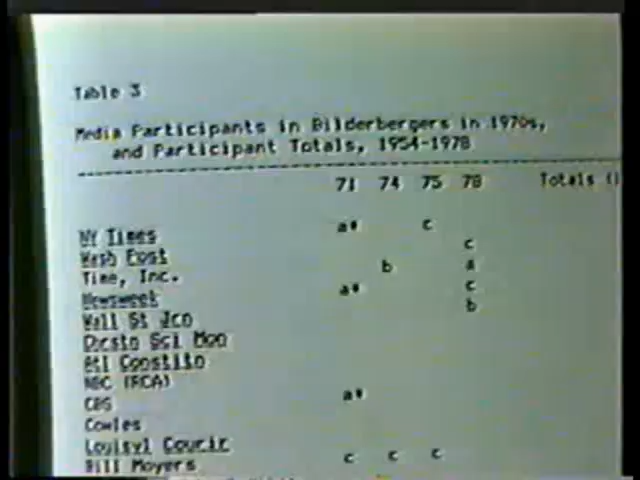 Table 3
Media Participants in Bilderbergers in 1970s,
and Participant Totals, 1954-1978
71 74 75 78 Totals (
NY Times a* c
Wash Post c
Time, Inc. b a
Newsweek a* c
Wall St Jrn b
Chrstn Sci Mon
Atl Constitn
NBC (RCA)
CBS a*
Cowles
Louisvl Courir
Bill Moyers c c c